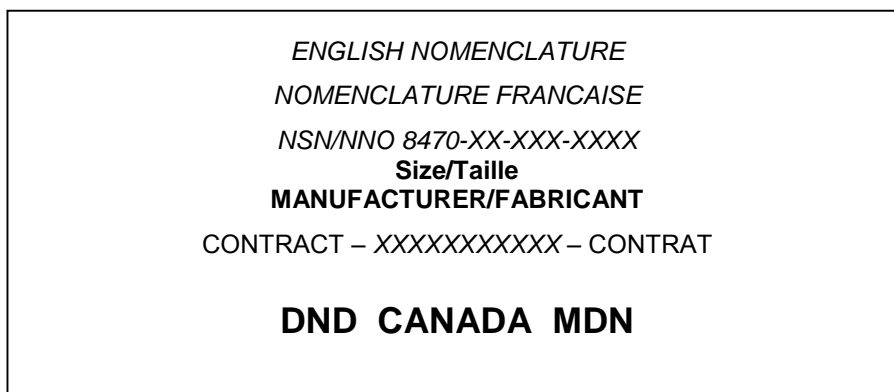 ENGLISH NOMENCLATURE
NOMENCLATURE FRANCAISE
NSN/NNO 8470-XX-XXX-XXXX
Size/Taille
MANUFACTURER/FABRICANT
CONTRACT – XXXXXXXXXXX – CONTRAT
DND CANADA MDN